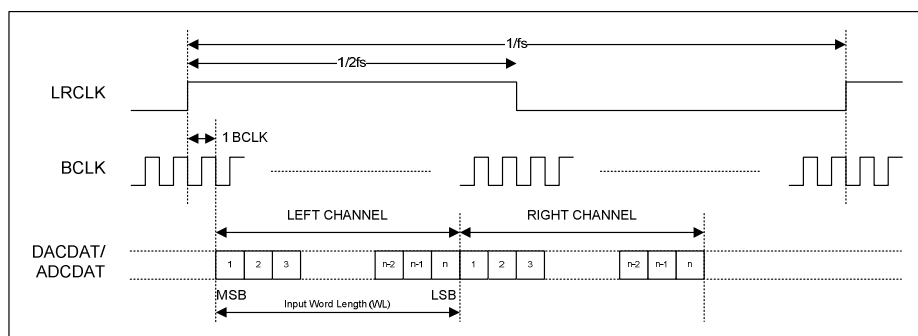 1/fs
1/2fs
LRCLK
1 BCLK
BCLK
LEFT CHANNEL
RIGHT CHANNEL
DACDAT/
ADCDAT
1 2 3 n-2 n-1 n 1 2 3 n-2 n-1 n
MSB LSB
Input Word Length (WL)